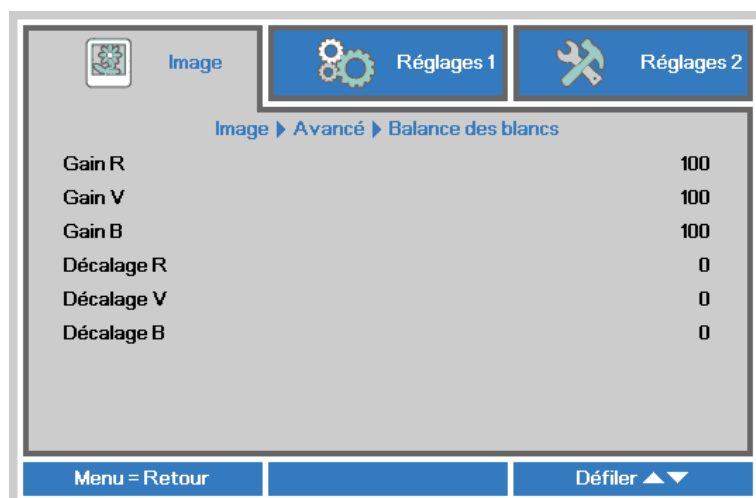 Image Réglages 1 Réglages 2
Image ▶ Avancé ▶ Balance des blancs
Gain R 100
Gain V 100
Gain B 100
Décalage R 0
Décalage V 0
Décalage B 0
Menu = Retour Défiler ▲▼